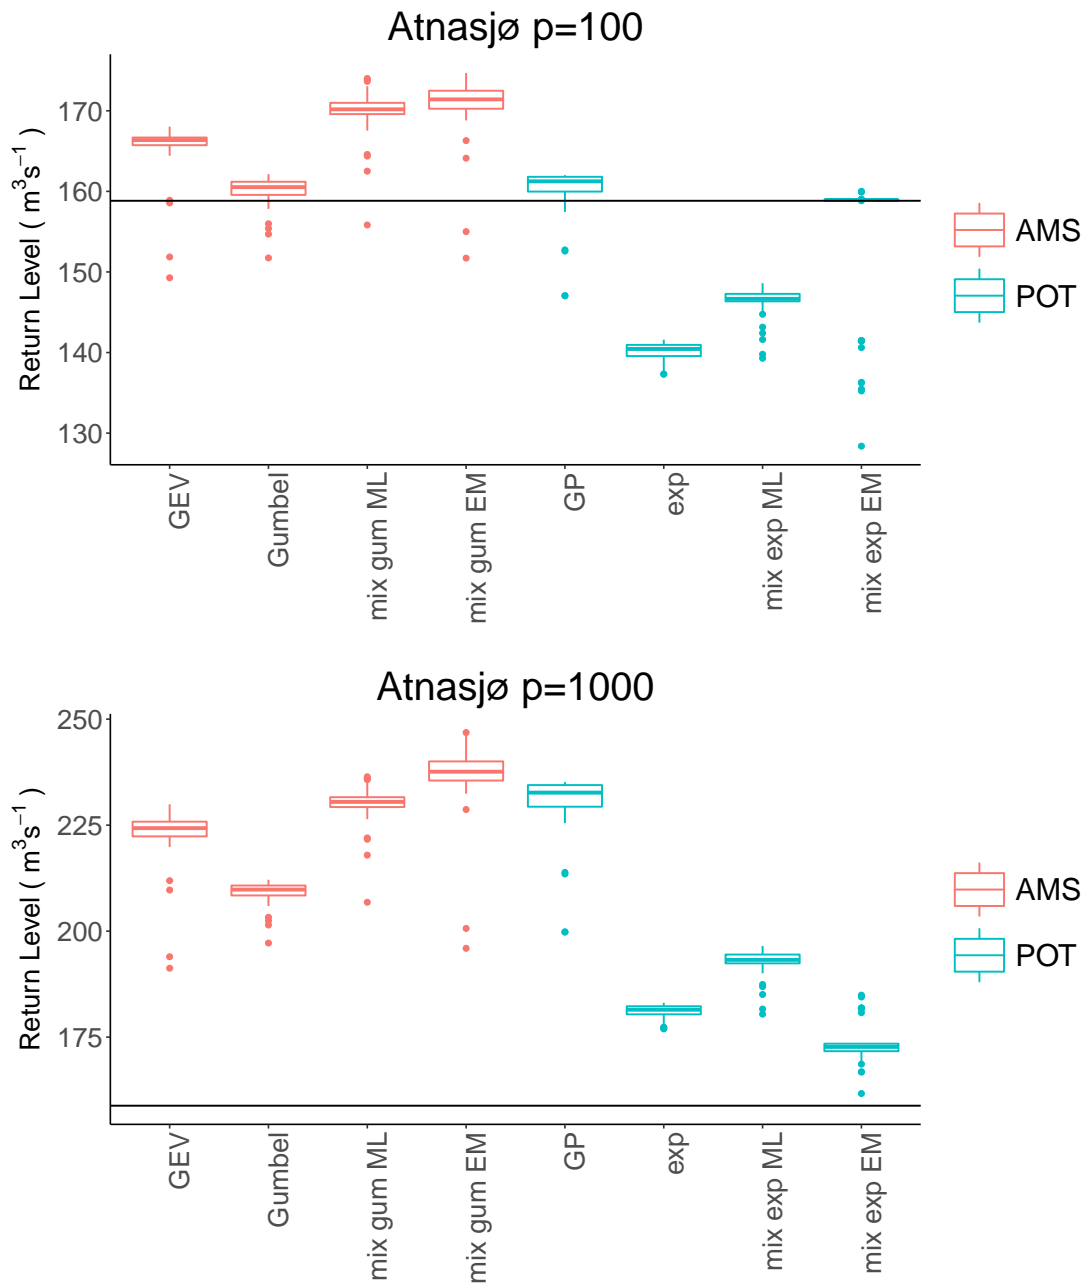 Atnasjø p=100
Return Level ( m³s⁻¹ )
170
160
150
140
130
GEV
Gumbel
mix gum ML
mix gum EM
GP
exp
mix exp ML
mix exp EM
AMS
POT
Atnasjø p=1000
Return Level ( m³s⁻¹ )
250
225
200
175
GEV
Gumbel
mix gum ML
mix gum EM
GP
exp
mix exp ML
mix exp EM
AMS
POT